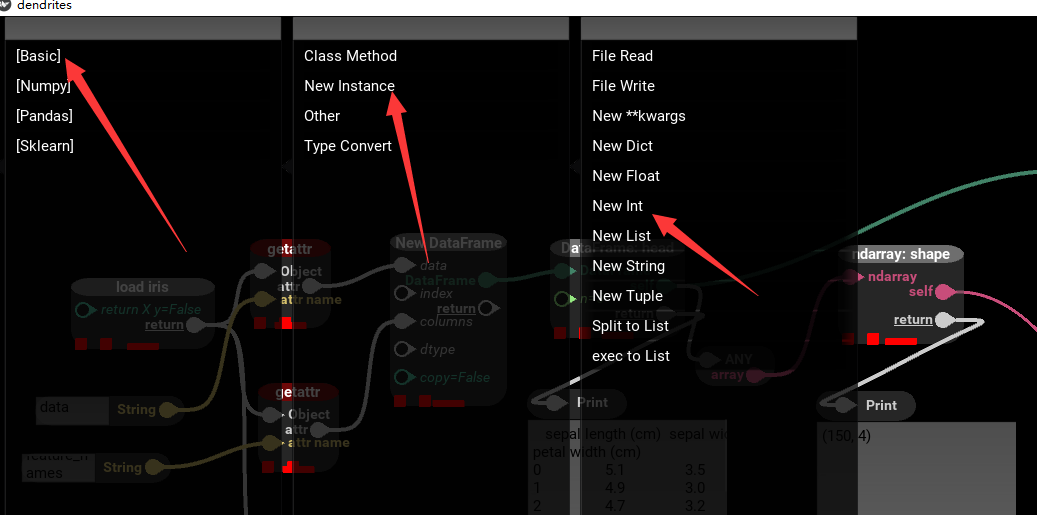 dendrites
[Basic]
[Numpy]
[Pandas]
[Sklearn]
Class Method
New Instance
Other
Type Convert
File Read
File Write
New **kwargs
New Dict
New Float
New Int
New List
New String
New Tuple
Split to List
exec to List
load iris
return X y=False
return
data
String
String
ames
getattr
Object
attr
attr name
getattr
Object
attr
attr name
New DataFrame
data
DataFrame
index
return
columns
dtype
copy=False
ANY
array
Print
sepal length (cm) sepal wi
petal width (cm)
0 5.1 3.5
1 4.9 3.0
2 4.7 3.2
ndarray: shape
ndarray
self
return
Print
(150, 4)